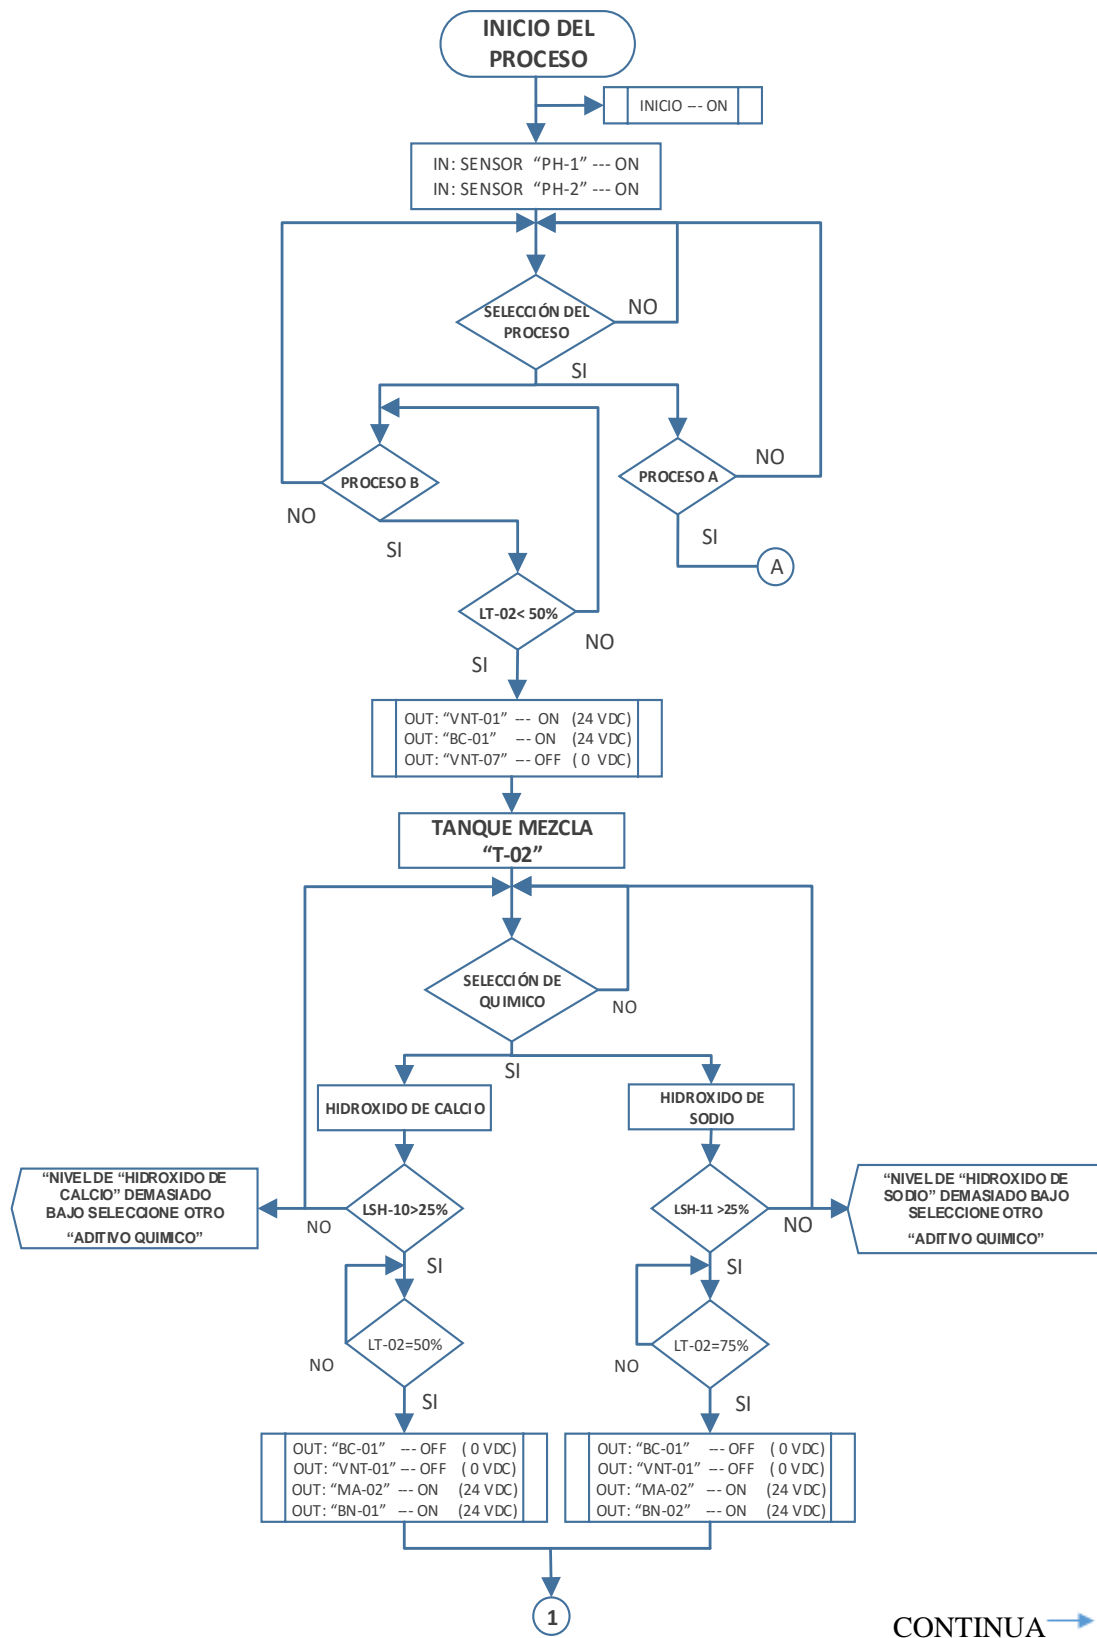 INICIO DEL
PROCESO
INICIO --- ON
IN: SENSOR “PH-1” --- ON
IN: SENSOR “PH-2” --- ON
SELECCIÓN DEL
PROCESO
NO
SI
PROCESO B
NO
SI
PROCESO A
NO
SI
A
LT-02< 50%
NO
SI
OUT: “VNT-01” --- ON (24 VDC)
OUT: “BC-01” --- ON (24 VDC)
OUT: “VNT-07” --- OFF ( 0 VDC)
TANQUE MEZCLA
“T-02”
SELECCIÓN DE
QUIMICO
NO
SI
HIDROXIDO DE CALCIO
HIDROXIDO DE
SODIO
“NIVEL DE “HIDROXIDO DE
CALCIO” DEMASIADO
BAJO SELECCIONE OTRO
“ADITIVO QUIMICO”
LSH-10>25%
NO
SI
LSH-11 >25%
NO
SI
“NIVEL DE “HIDROXIDO DE
SODIO” DEMASIADO BAJO
SELECCIONE OTRO
“ADITIVO QUIMICO”
LT-02=50%
NO
SI
LT-02=75%
NO
SI
OUT: “BC-01” --- OFF ( 0 VDC)
OUT: “VNT-01” --- OFF ( 0 VDC)
OUT: “MA-02” --- ON (24 VDC)
OUT: “BN-01” --- ON (24 VDC)
OUT: “BC-01” --- OFF ( 0 VDC)
OUT: “VNT-01” --- OFF ( 0 VDC)
OUT: “MA-02” --- ON (24 VDC)
OUT: “BN-02” --- ON (24 VDC)
1
CONTINUA